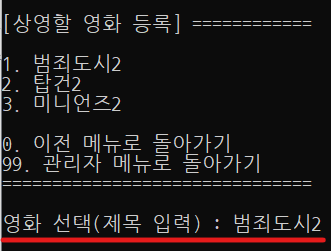 [상영할 영화 등록] ============
1. 범죄도시2
2. 탑건2
3. 미니언즈2
0. 이전 메뉴로 돌아가기
99. 관리자 메뉴로 돌아가기
===============================
영화 선택(제목 입력) : 범죄도시2